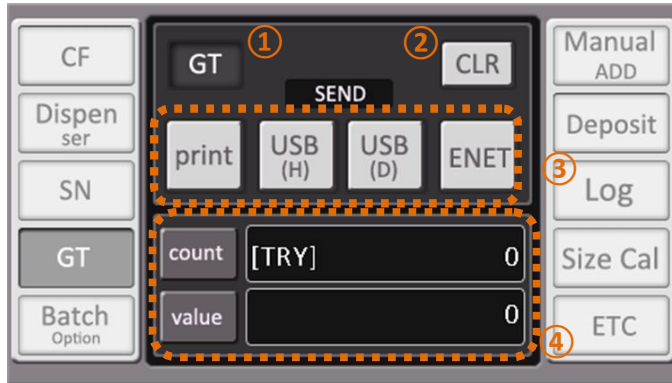 CF
Dispen
ser
SN
GT
Batch
Option
GT
①
②
CLR
SEND
print
USB
(H)
USB
(D)
ENET
③
count
[TRY] 0
value
0
④
Manual
ADD
Deposit
Log
Size Cal
ETC